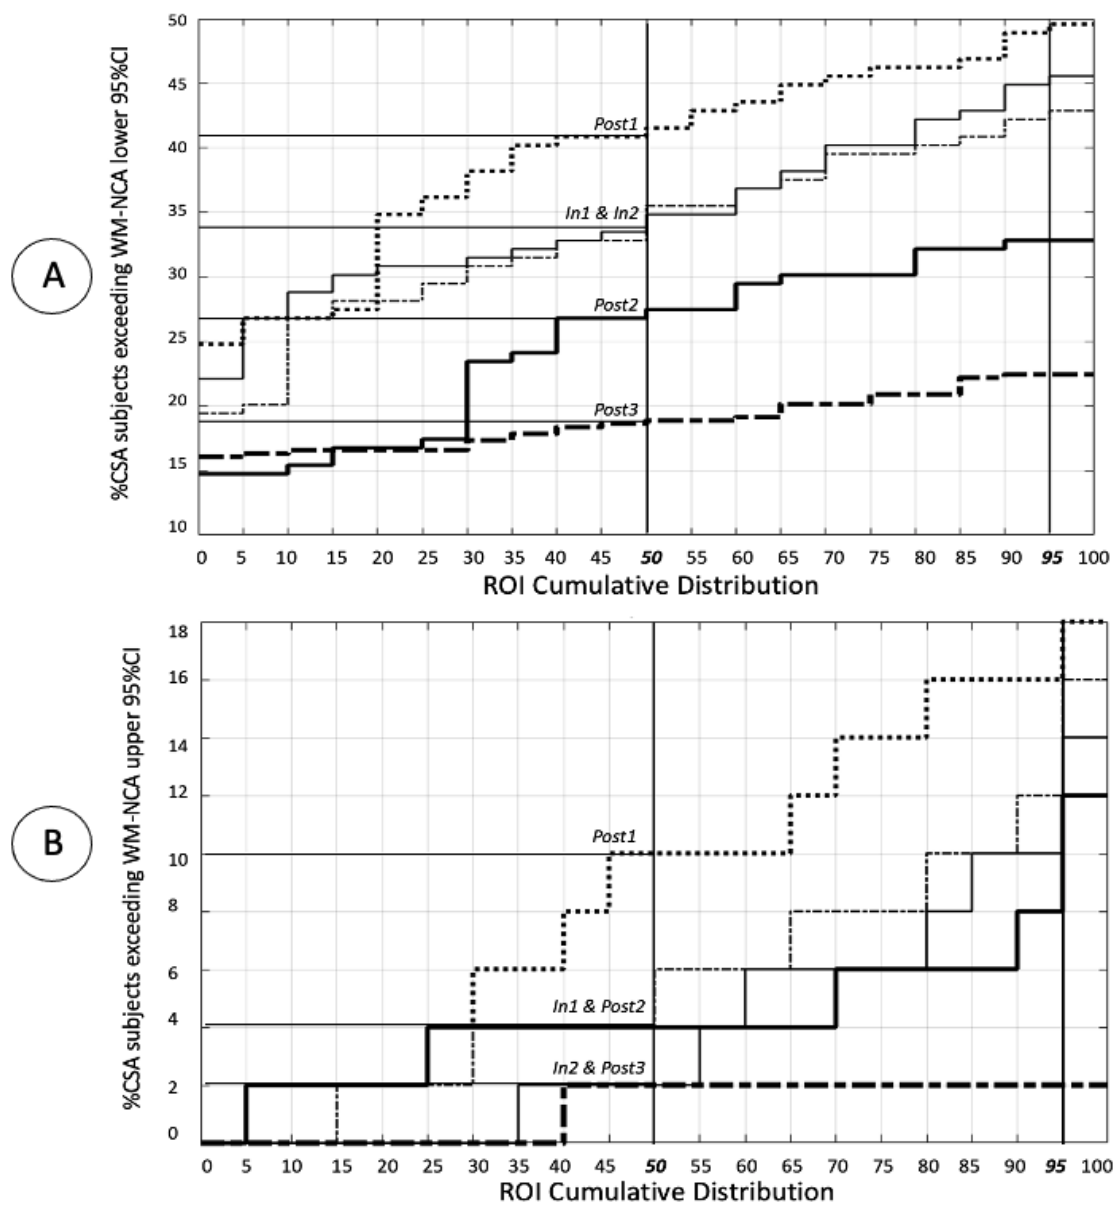 A
%CSA subjects exceeding WM-NCA lower 95%CI
50
45
40
35
30
25
20
15
10
Post1
In1 & In2
Post2
Post3
0 5 10 15 20 25 30 35 40 45 50 55 60 65 70 75 80 85 90 95 100
ROI Cumulative Distribution
B
%CSA subjects exceeding WM-NCA upper 95%CI
18
16
14
12
10
8
6
4
2
0
Post1
In1 & Post2
In2 & Post3
0 5 10 15 20 25 30 35 40 45 50 55 60 65 70 75 80 85 90 95 100
ROI Cumulative Distribution